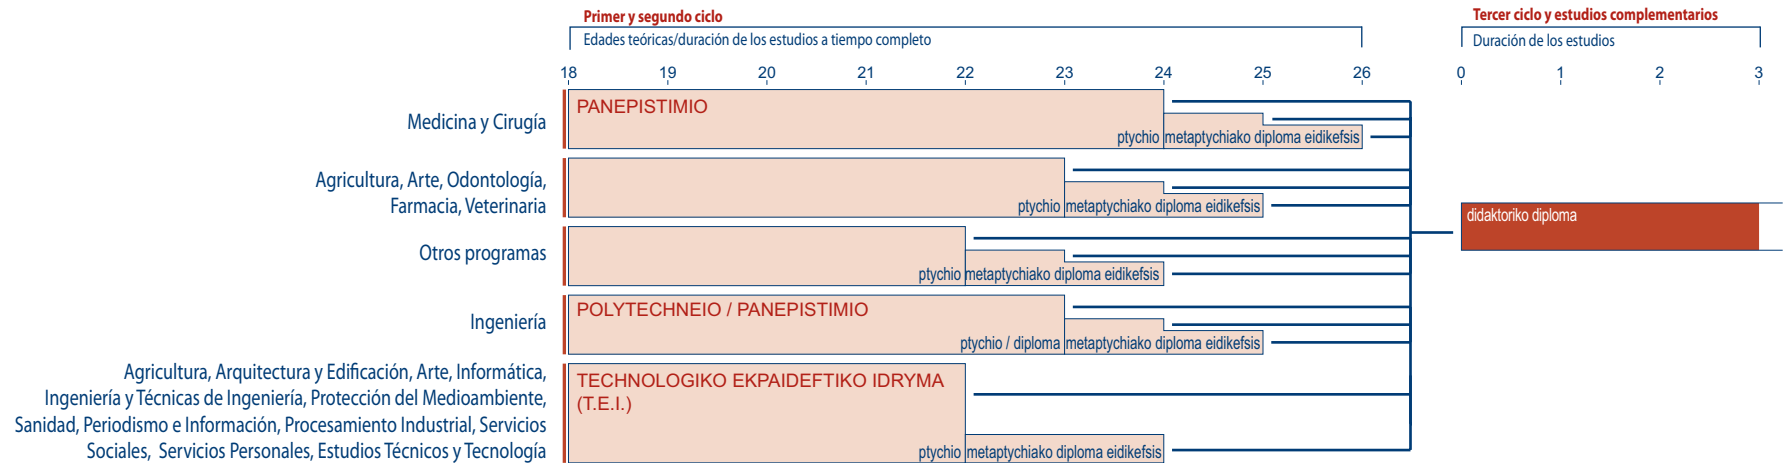 Primer y segundo ciclo
Edades teóricas/duración de los estudios a tiempo completo
Tercer ciclo y estudios complementarios
Duración de los estudios
18 19 20 21 22 23 24 25 26
0 1 2 3
Medicina y Cirugía
PANEPISTIMIO
ptychio metaptychiako diploma eidikefsis
Agricultura, Arte, Odontología,
Farmacia, Veterinaria
ptychio metaptychiako diploma eidikefsis
didaktoriko diploma
Otros programas
ptychio metaptychiako diploma eidikefsis
Ingeniería
POLYTECHNEIO / PANEPISTIMIO
ptychio / diploma metaptychiako diploma eidikefsis
Agricultura, Arquitectura y Edificación, Arte, Informática,
Ingeniería y Técnicas de Ingeniería, Protección del Medioambiente,
Sanidad, Periodismo e Información, Procesamiento Industrial, Servicios
Sociales, Servicios Personales, Estudios Técnicos y Tecnología
TECHNOLOGIKO EKPAIDEFTIKO IDRYMA
(T.E.I.)
ptychio metaptychiako diploma eidikefsis